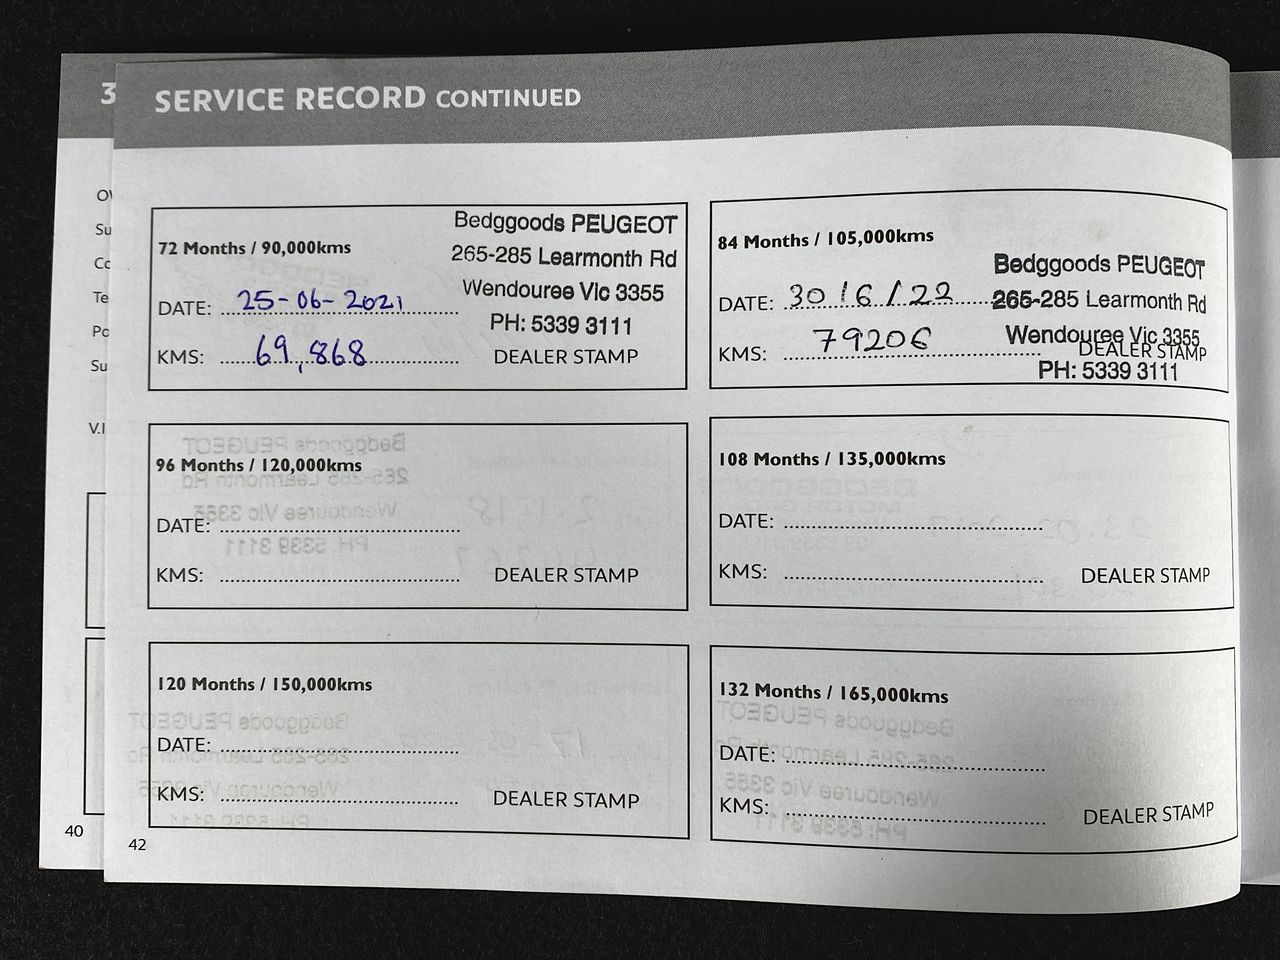 3
SERVICE RECORD CONTINUED
Su
Te
Su
V.I
40
72 Months / 90,000kms
DATE: 25-06-2021
KMS: 69,868
Bedggoods PEUGEOT
265-285 Learmonth Rd
Wendouree Vic 3355
PH: 5339 3111
DEALER STAMP
84 Months / 105,000kms
DATE: 30/6/22
KMS: 79206
Bedggoods PEUGEOT
265-285 Learmonth Rd
Wendouree Vic 3355
DEALER STAMP
PH: 5339 3111
96 Months / 120,000kms
DATE:
KMS:
DEALER STAMP
108 Months / 135,000kms
DATE:
KMS:
DEALER STAMP
120 Months / 150,000kms
DATE:
KMS:
DEALER STAMP
132 Months / 165,000kms
DATE:
KMS:
DEALER STAMP
42